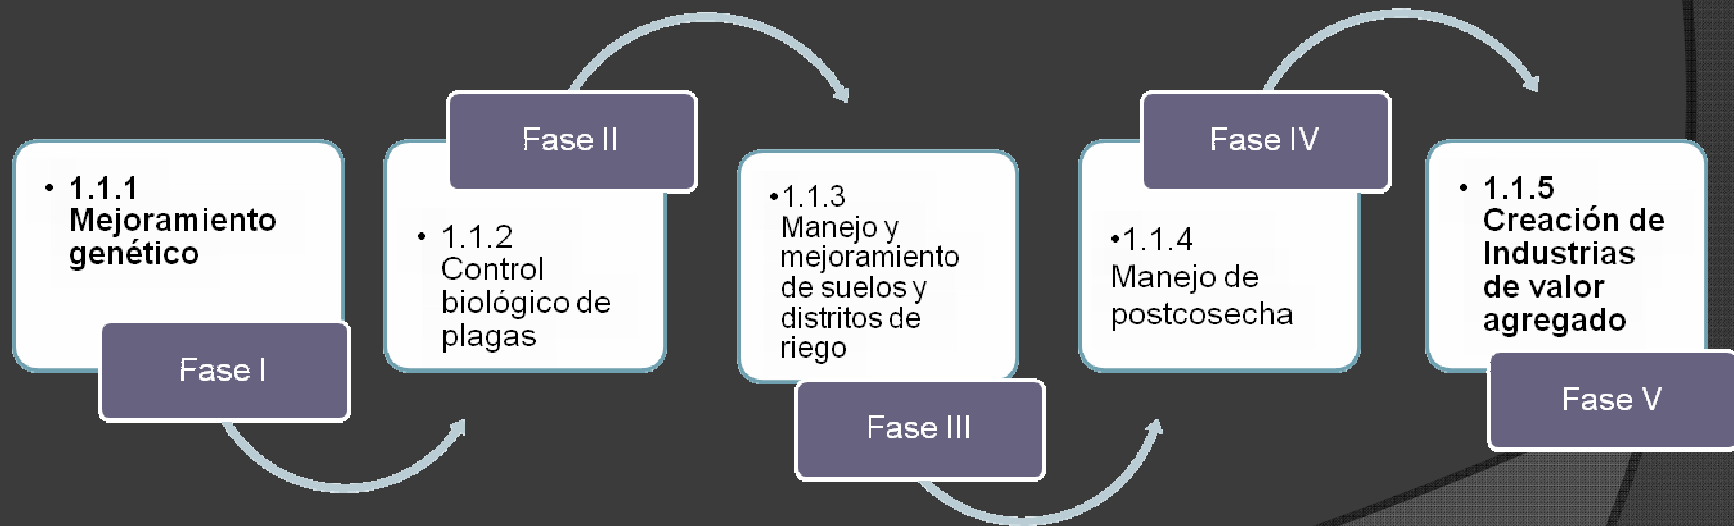 • 1.1.1
Mejoramiento
genético
Fase I
Fase II
• 1.1.2
Control
biológico de
plagas
•1.1.3
Manejo y
mejoramiento
de suelos y
distritos de
riego
Fase III
Fase IV
•1.1.4
Manejo de
postcosecha
• 1.1.5
Creación de
Industrias
de valor
agregado
Fase V